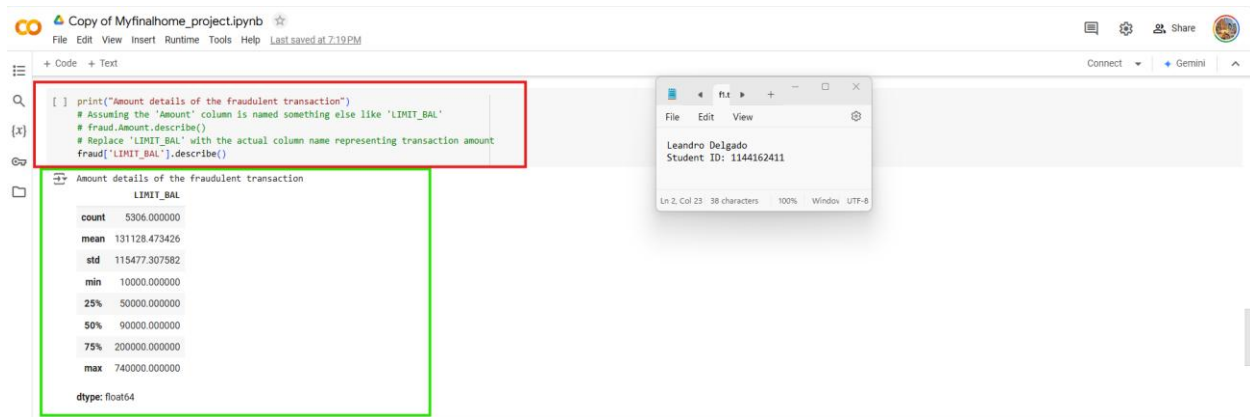 CO
Copy of Myfinalhome_project.ipynb
File Edit View Insert Runtime Tools Help Last saved at 7:19 PM
Share
+ Code + Text
Connect
Gemini
{x}
[ ] print("Amount details of the fraudulent transaction")
# Assuming the 'Amount' column is named something else like 'LIMIT_BAL'
# fraud.Amount.describe()
# Replace 'LIMIT_BAL' with the actual column name representing transaction amount
fraud['LIMIT_BAL'].describe()
Amount details of the fraudulent transaction
LIMIT_BAL
count 5306.000000
mean 131128.473426
std 115477.307582
min 10000.000000
25% 50000.000000
50% 90000.000000
75% 200000.000000
max 740000.000000
dtype: float64
File Edit View
Leandro Delgado
Student ID: 1144162411
Ln 2, Col 23 38 characters 100% Window UTF-8